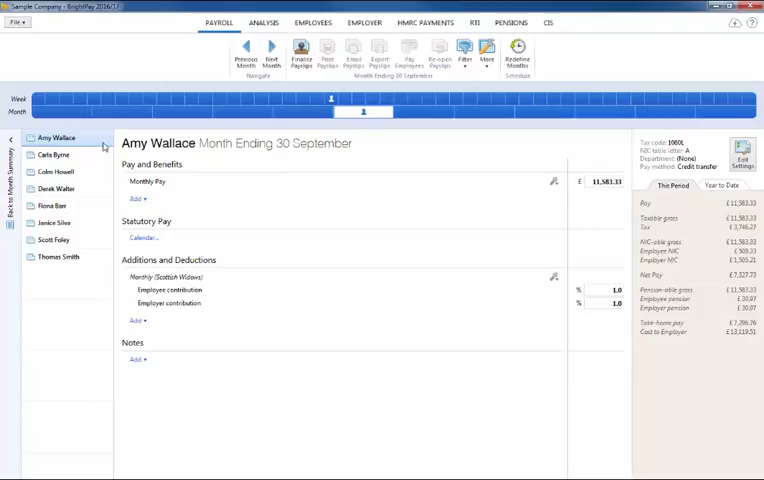 Sample Company - BrightPay 2016/17
File
PAYROLL ANALYSIS EMPLOYEES EMPLOYER HMRC PAYMENTS RTI PENSIONS CIS
Previous Month
Next Month
Finalise Payslips
Print Payslips
Email Payslips
Export Payslips
Pay Employees
Re-open Payslips
Filter
More
Redefine Months
Navigate
Month Ending 30 September
Schedule
Week
Month
Back to Month Summary
Amy Wallace
Carla Byrne
Colm Howell
Derek Walter
Fiona Barr
Janice Silva
Scott Foley
Thomas Smith
Amy Wallace Month Ending 30 September
Pay and Benefits
Monthly Pay £ 11,583.33
Add
Statutory Pay
Calendar...
Additions and Deductions
Monthly (Scottish Widows)
Employee contribution % 1.0
Employer contribution % 1.0
Add
Notes
Add
Tax code: 1060L
NIC table letter: A
Department: (None)
Pay method: Credit transfer
Edit Settings
This Period Year to Date
Pay £ 11,583.33
Taxable gross £ 11,583.33
Tax £ 3,746.27
NIC-able gross £ 11,583.33
Employee NIC £ 509.33
Employer NIC £ 1,505.21
Net Pay £ 7,327.73
Pension-able gross £ 11,583.33
Employee pension £ 30.97
Employer pension £ 30.97
Take-home pay £ 7,296.76
Cost to Employer £ 13,119.51